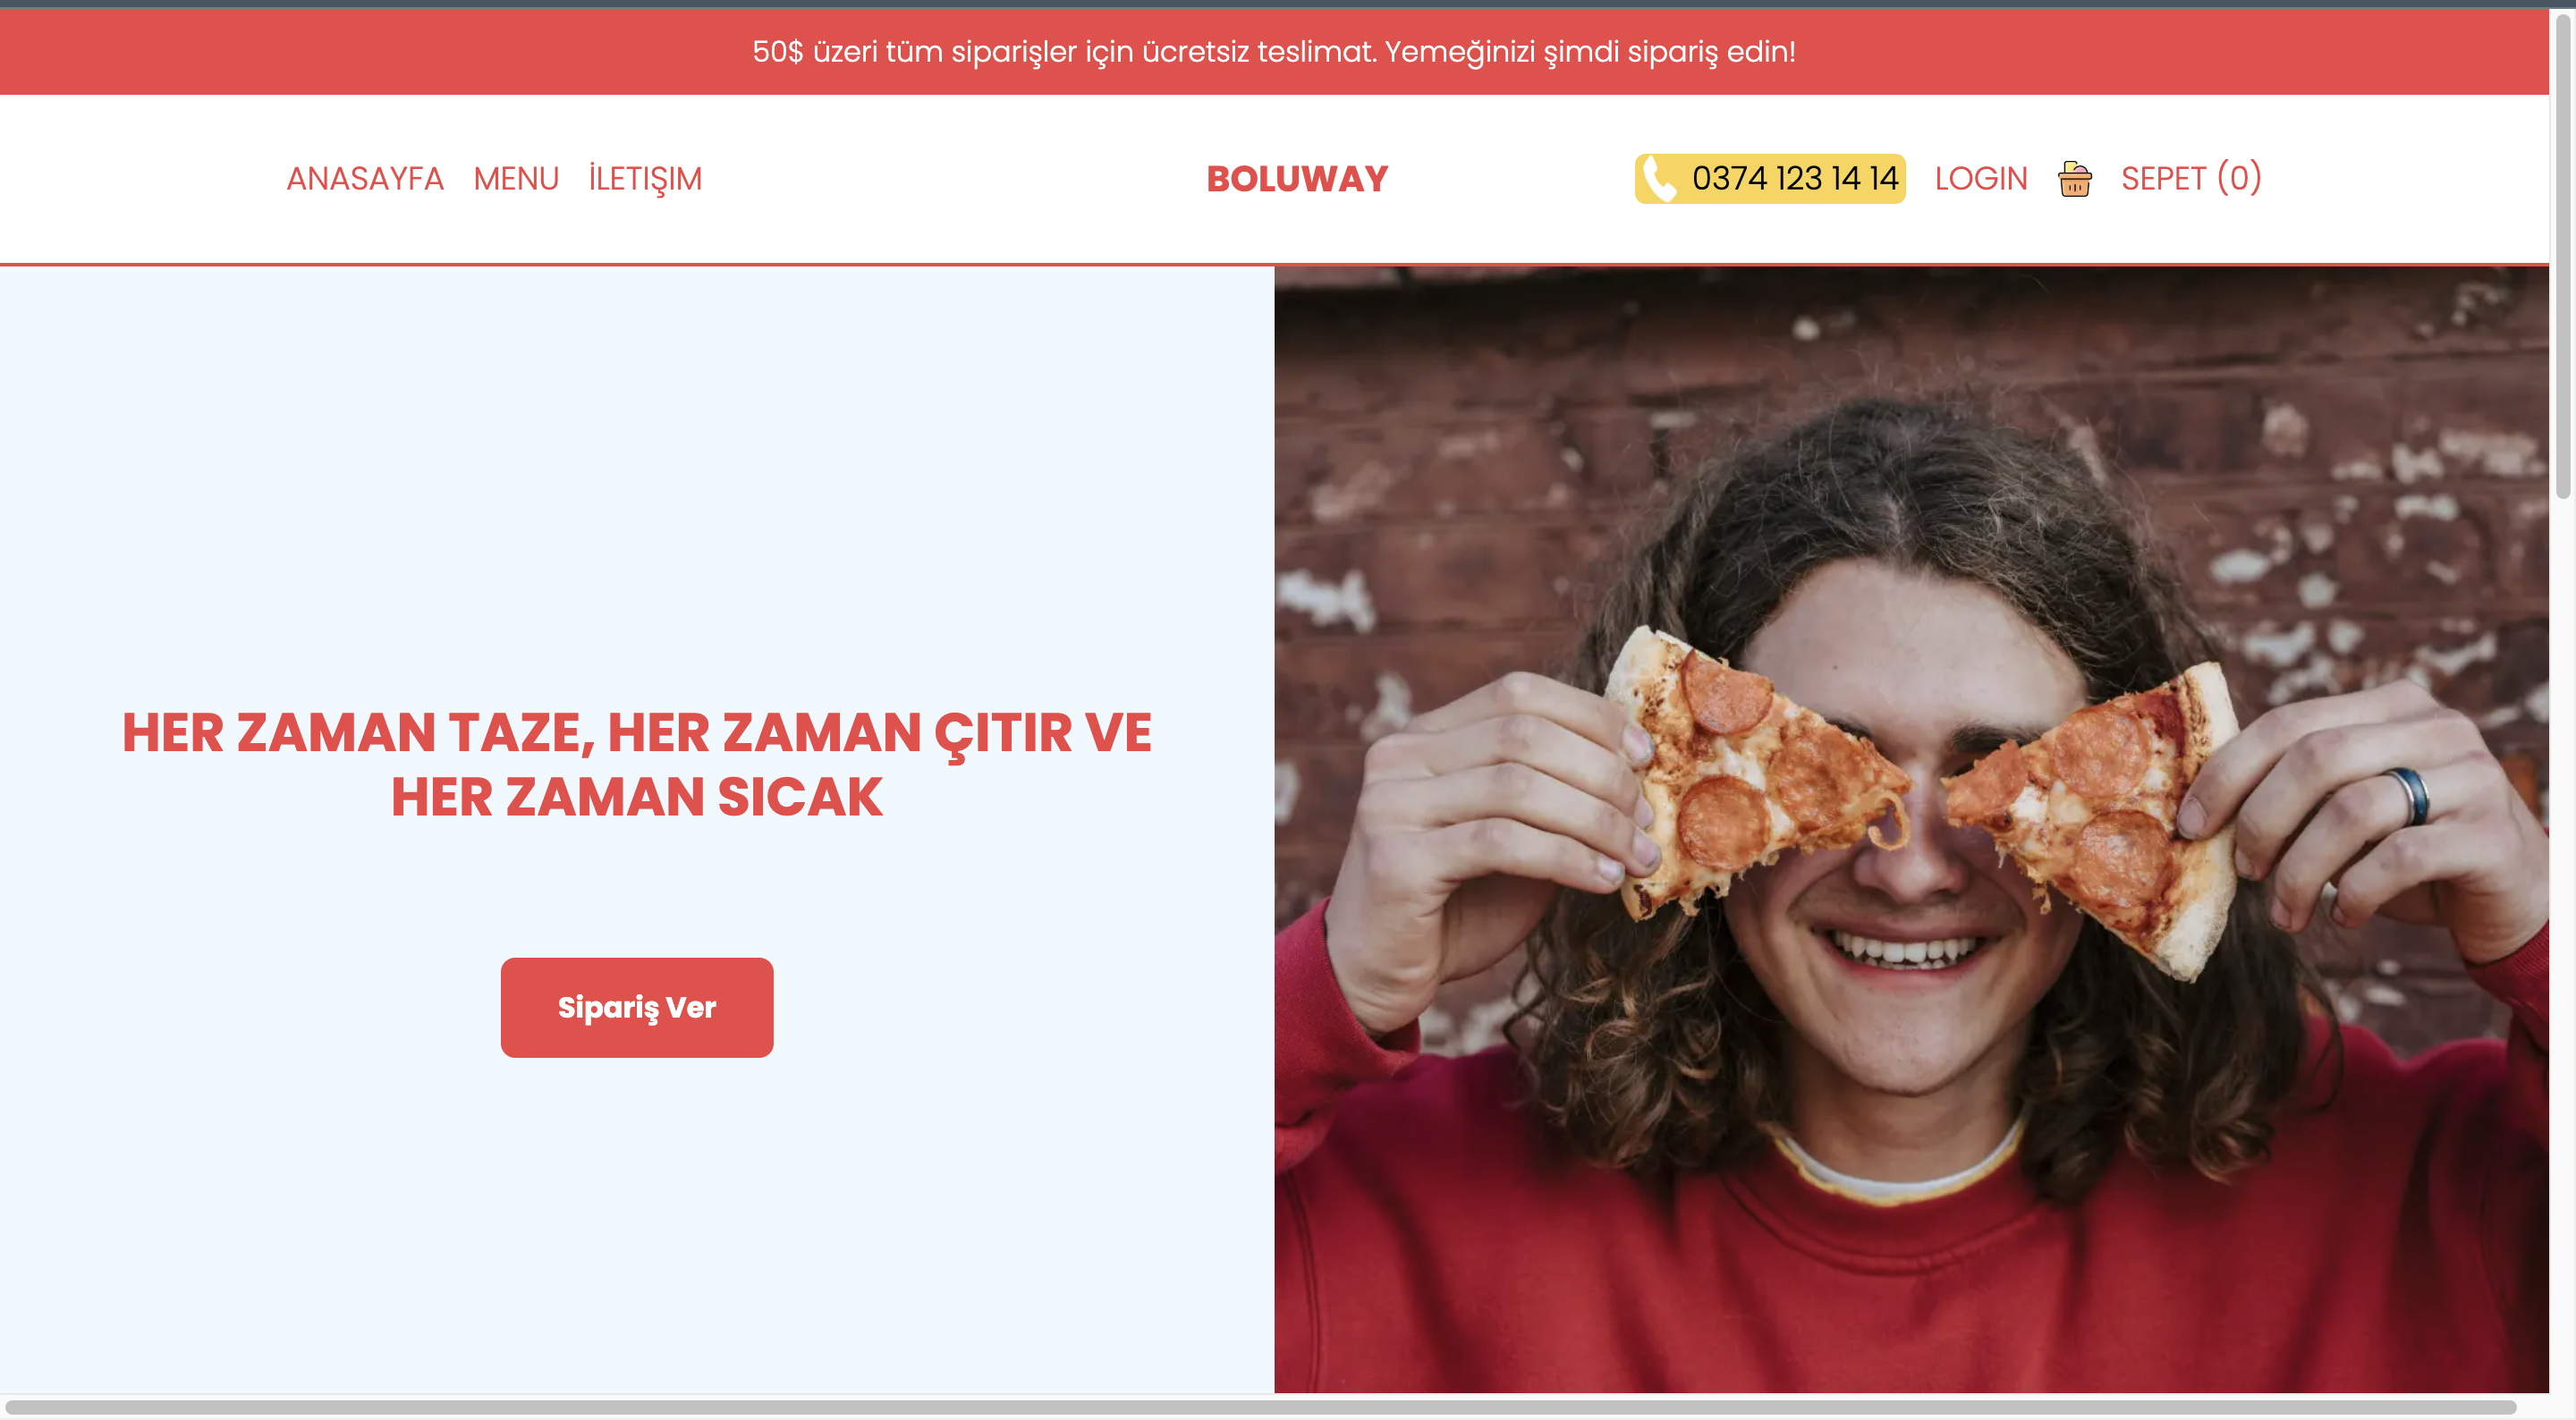 50$ üzeri tüm siparişler için ücretsiz teslimat. Yemeğinizi şimdi sipariş edin!
ANASAYFA MENU İLETIŞIM BOLUWAY 0374 123 14 14 LOGIN SEPET (0)
HER ZAMAN TAZE, HER ZAMAN ÇITIR VE
HER ZAMAN SICAK
Sipariş Ver